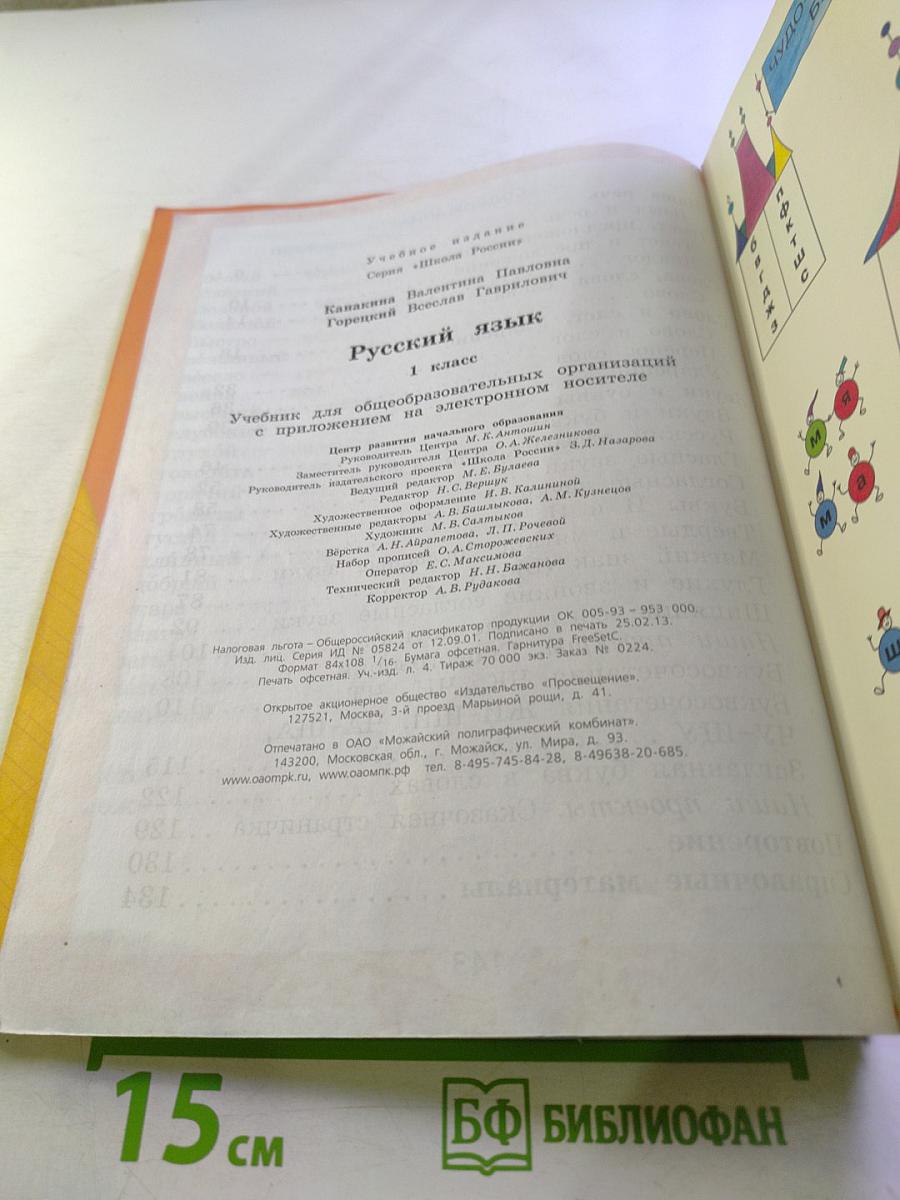 Учебное издание
Серия «Школа России»
Канакина Валентина Павловна
Горецкий Всеслав Гаврилович
Русский язык
1 класс
Учебник для общеобразовательных организаций
с приложением на электронном носителе
Центр развития начального образования
Руководитель Центра М. К. Антошин
Заместитель руководителя Центра О. А. Железникова
Руководитель издательского проекта «Школа России» З. Д. Назарова
Ведущий редактор М. Е. Булаева
Редактор Н. С. Вершук
Художественное оформление И. В. Калининой
Художественные редакторы А. В. Башлыкова, А. М. Кузнецов
Художник М. В. Салтыков
Вёрстка А. Н. Айрапетова, Л. П. Рочевой
Набор прописей О. А. Сторожевских
Оператор Е. С. Максимова
Технический редактор Н. Н. Бажанова
Корректор А. В. Рудакова
Налоговая льгота – Общероссийский класификатор продукции ОК 005-93 – 953 000.
Изд. лиц. Серия ИД № 05824 от 12.09.01. Подписано в печать 25.02.13.
Формат 84х108 1/16. Бумага офсетная. Гарнитура FreeSetC.
Печать офсетная. Уч.-изд. л. 4. Тираж 70 000 экз. Заказ № 0224.
Открытое акционерное общество «Издательство «Просвещение».
127521, Москва, 3-й проезд Марьиной рощи, д. 41.
Отпечатано в ОАО «Можайский полиграфический комбинат».
143200, Московская обл., г. Можайск, ул. Мира, д. 93.
www.oaompk.ru, www.oaомпк.рф тел. 8-495-745-84-28, 8-49638-20-685.
ЧУДО
б в г д ж з
п ф к т ш с
м я
м а
ш
15 см
БФ БИБЛИОФАН